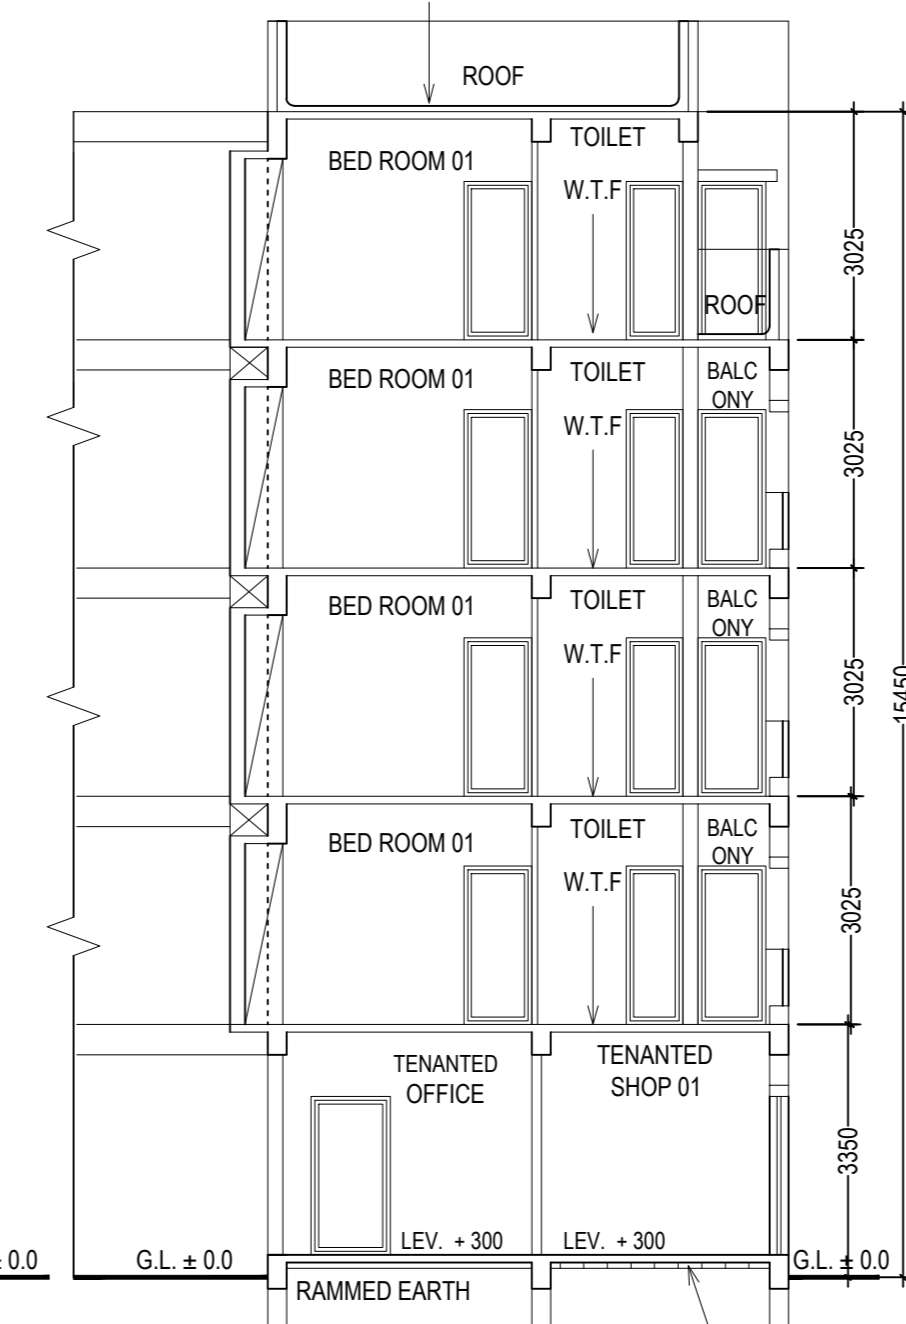 ROOF
BED ROOM 01
TOILET
W.T.F
3025
ROOF
BED ROOM 01
TOILET
BALC
ONY
W.T.F
3025
BED ROOM 01
TOILET
BALC
ONY
W.T.F
3025
15450
BED ROOM 01
TOILET
BALC
ONY
W.T.F
3025
TENANTED
OFFICE
TENANTED
SHOP 01
3350
LEV. + 300
LEV. + 300
± 0.0
G.L. ± 0.0
G.L. ± 0.0
RAMMED EARTH